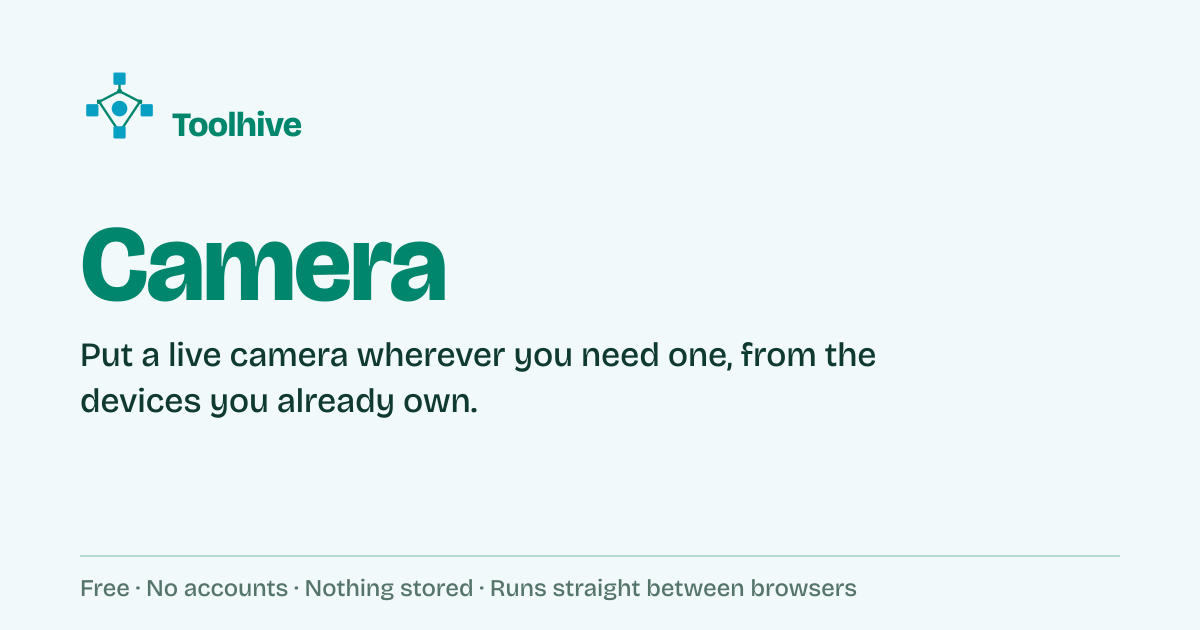 Toolhive
Camera
Put a live camera wherever you need one, from the
devices you already own.
Free · No accounts · Nothing stored · Runs straight between browsers